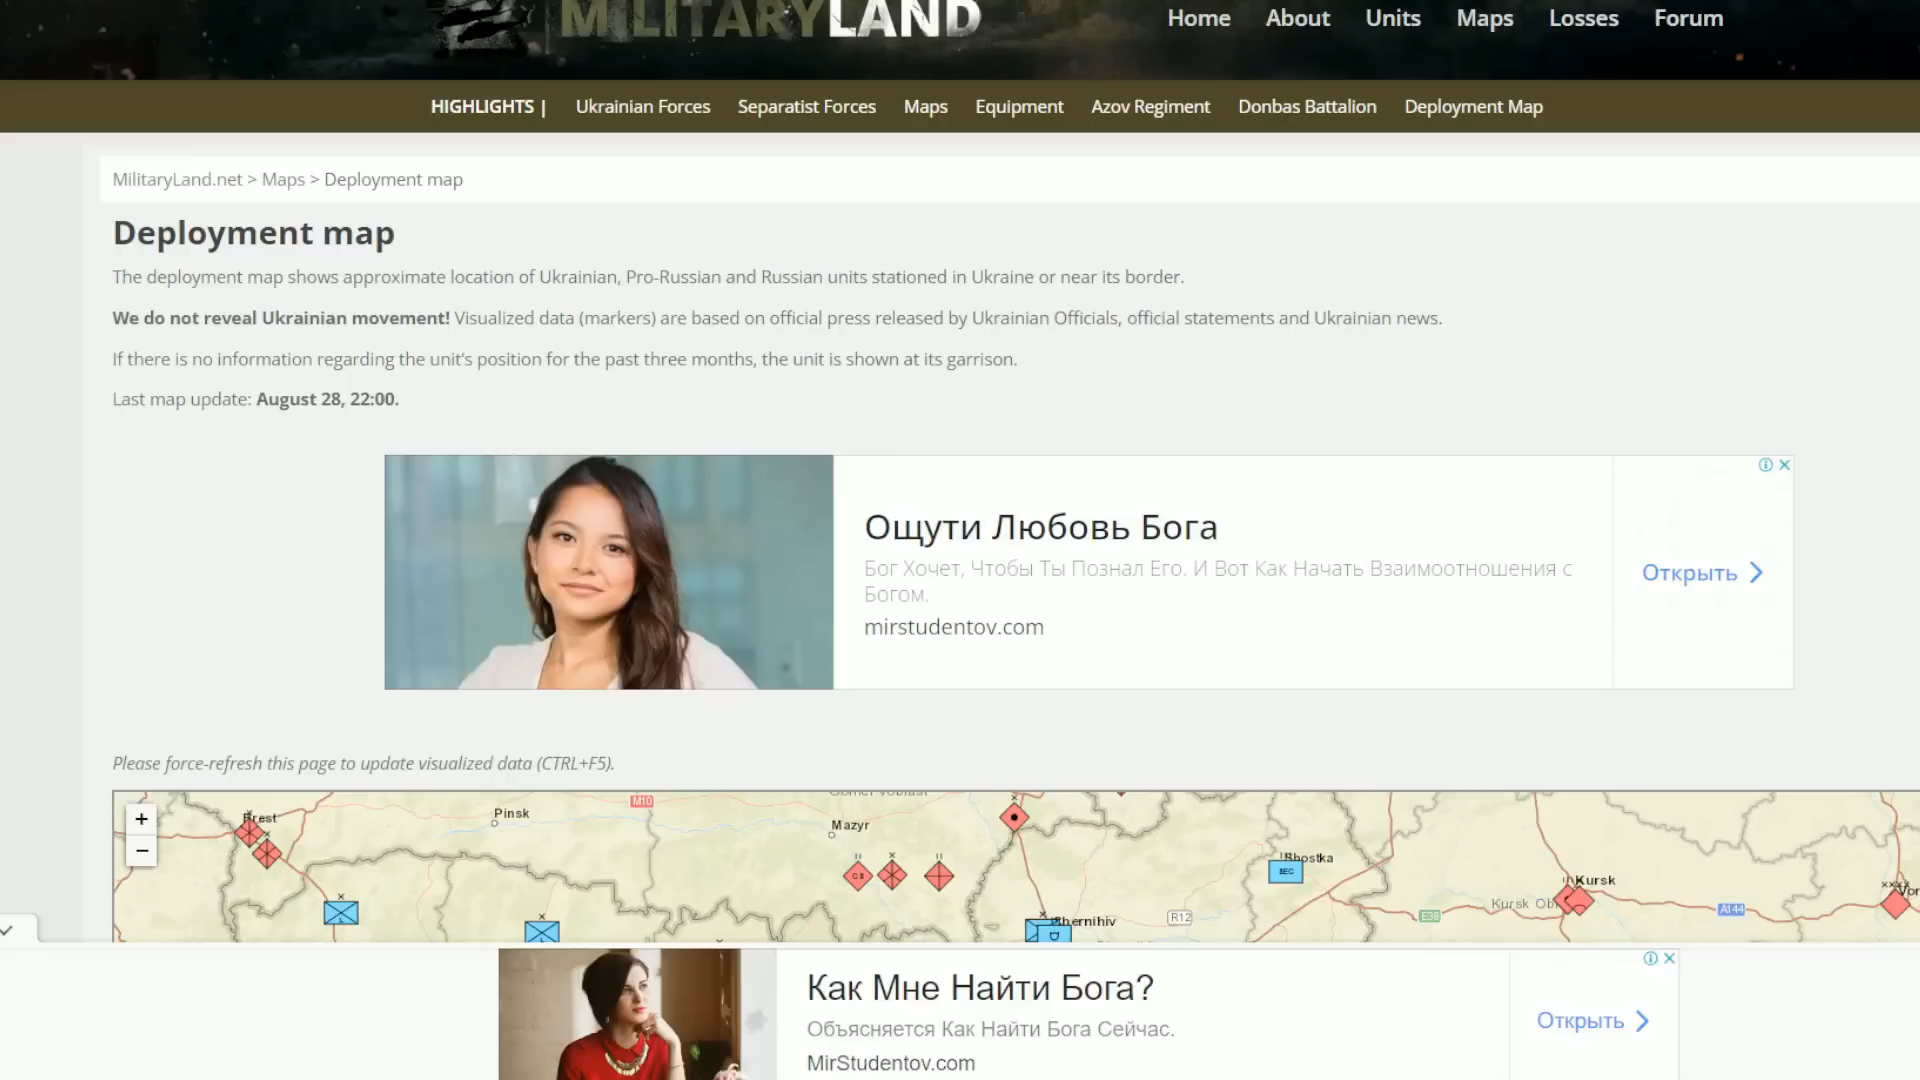 MILITARYLAND
Home About Units Maps Losses Forum
HIGHLIGHTS | Ukrainian Forces Separatist Forces Maps Equipment Azov Regiment Donbas Battalion Deployment Map
MilitaryLand.net > Maps > Deployment map
Deployment map
The deployment map shows approximate location of Ukrainian, Pro-Russian and Russian units stationed in Ukraine or near its border.
We do not reveal Ukrainian movement! Visualized data (markers) are based on official press released by Ukrainian Officials, official statements and Ukrainian news.
If there is no information regarding the unit's position for the past three months, the unit is shown at its garrison.
Last map update: August 28, 22:00.
Ощути Любовь Бога
Бог Хочет, Чтобы Ты Познал Его. И Вот Как Начать Взаимоотношения с
Богом.
mirstudentov.com
Открыть
Please force-refresh this page to update visualized data (CTRL+F5).
+
−
Brest
Pinsk
M10
Mazyr
Shostka
SEC
Kursk
Kursk
E38
A144
R12
Chernihiv
Как Мне Найти Бога?
Объясняется Как Найти Бога Сейчас.
MirStudentov.com
Открыть